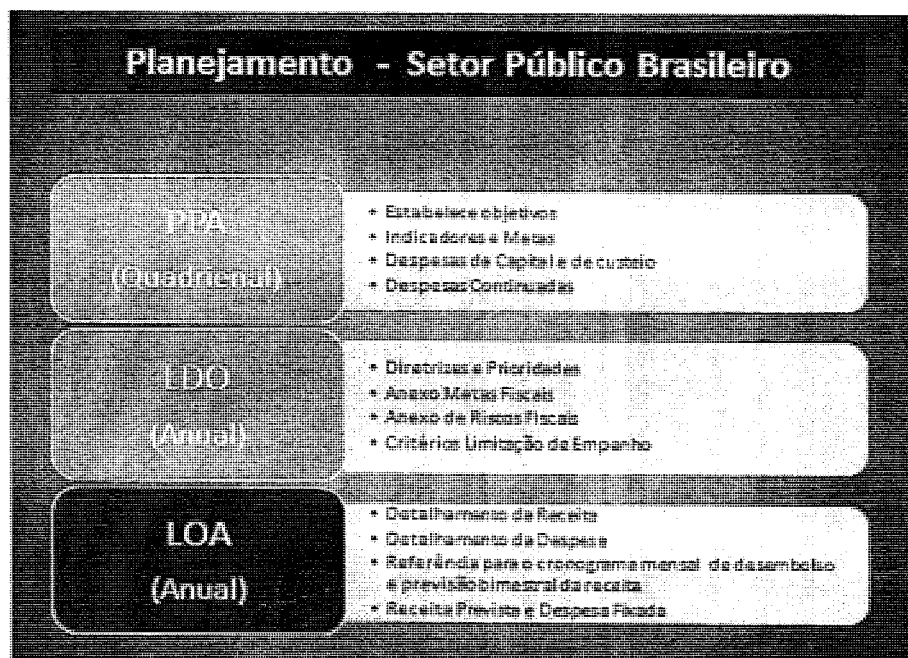 Planejamento - Setor Público Brasileiro
PPA
(Quadrienal)
• Estabelece objetivos
• Indicadores e Metas
• Despesas de Capital e de custeio
• Despesas Continuadas
LDO
(Anual)
• Diretrizes e Prioridades
• Anexo Metas Fiscais
• Anexo de Riscos Fiscais
• Critérios Limitação de Empenho
LOA
(Anual)
• Detalhamento da Receita
• Detalhamento da Despesa
• Referência para o cronograma mensal de desembolso
e previsão bimestral da receita
• Receita Prevista e Despesa Fixada